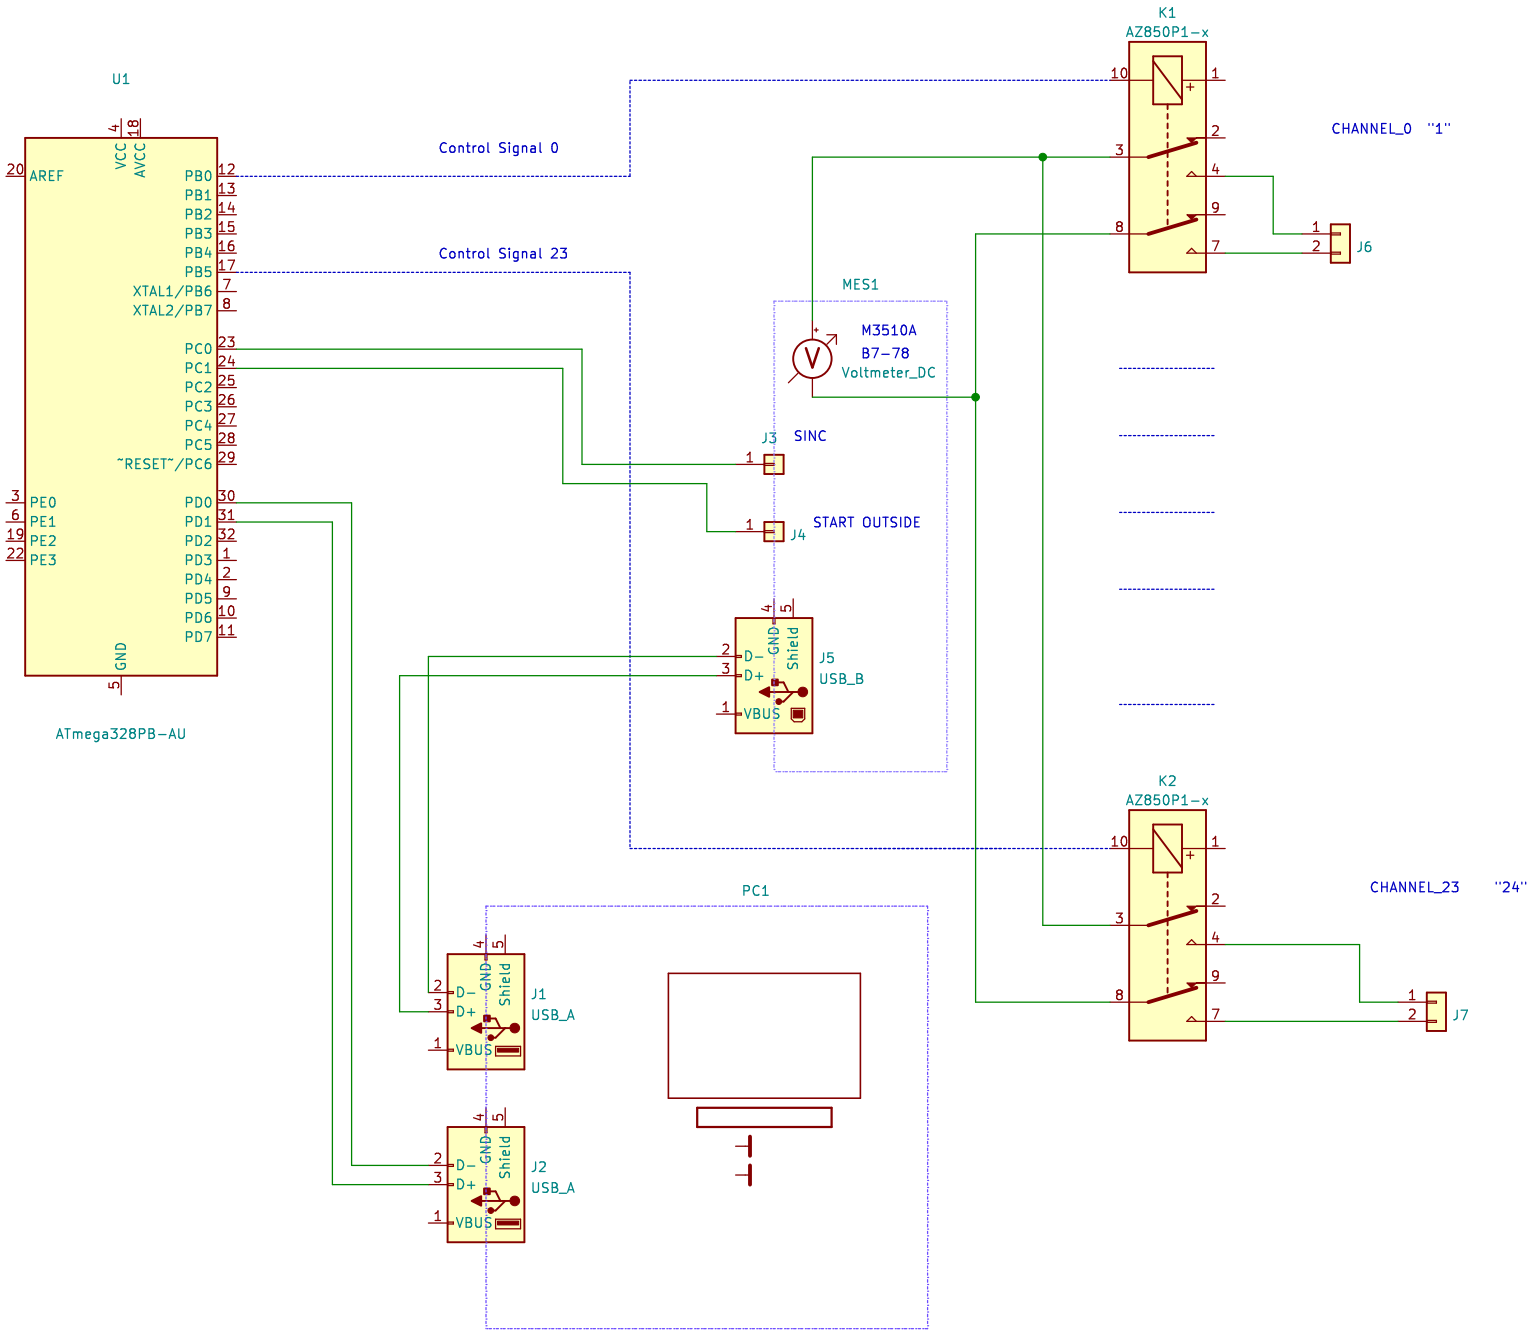 K1
AZ850P1-x
10
1
+
2
3
4
9
8
7
CHANNEL_0 "1"
1
2
J6
U1
4
18
VCC
AVCC
20
AREF
PB0
12
PB1
13
PB2
14
PB3
15
PB4
16
PB5
17
XTAL1/PB6
7
XTAL2/PB7
8
PC0
23
PC1
24
PC2
25
PC3
26
PC4
27
PC5
28
~RESET~/PC6
29
3
PE0
6
PE1
19
PE2
22
PE3
PD0
30
PD1
31
PD2
32
PD3
1
PD4
2
PD5
9
PD6
10
PD7
11
GND
5
ATmega328PB-AU
Control Signal 0
Control Signal 23
MES1
M3510A
B7-78
Voltmeter_DC
+
V
J3
SINC
1
START OUTSIDE
1
J4
4
5
GND
Shield
2
D-
3
D+
1
VBUS
J5
USB_B
K2
AZ850P1-x
10
1
+
2
3
4
9
8
7
CHANNEL_23 "24"
1
2
J7
PC1
4
5
GND
Shield
2
D-
3
D+
1
VBUS
J1
USB_A
4
5
GND
Shield
2
D-
3
D+
1
VBUS
J2
USB_A